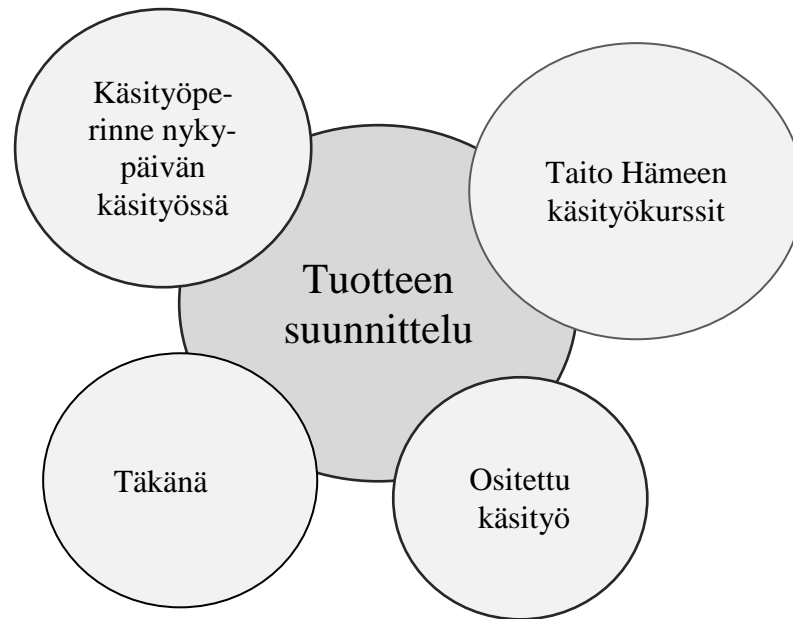 Käsityöpe-
rinne nyky-
päivän
käsityössä
Taito Hämeen
käsityökurssit
Tuotteen
suunnittelu
Täkänä
Ositettu
käsityö